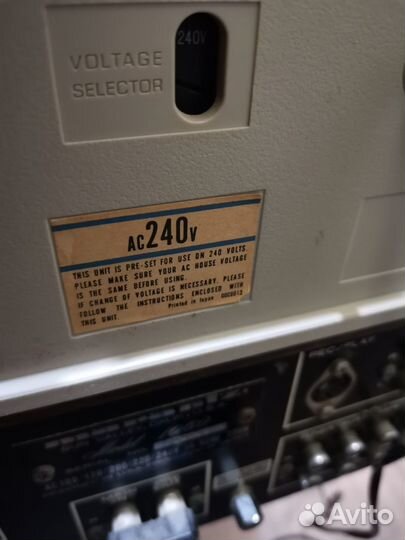 240V
VOLTAGE
SELECTOR
AC240V
THIS UNIT IS PRE-SET FOR USE ON 240 VOLTS.
PLEASE MAKE SURE YOUR AC HOUSE VOLTAGE
IS THE SAME BEFORE USING.
IF CHANGE OF VOLTAGE IS NECESSARY, PLEASE
FOLLOW THE INSTRUCTIONS ENCLOSED WITH
THIS UNIT. Printed in Japan
REC/PLAY
Avito